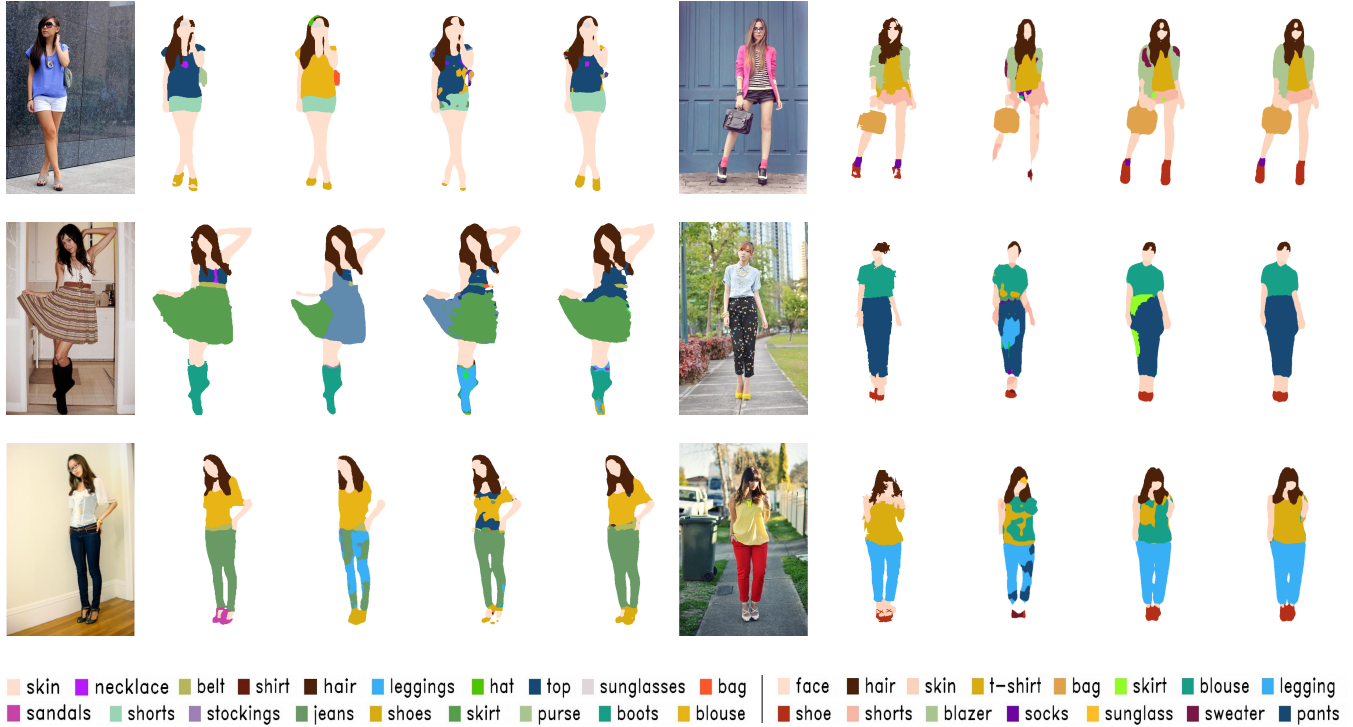 skin necklace belt shirt hair leggings hat top sunglasses bag
sandals shorts stockings jeans shoes skirt purse boots blouse
face hair skin t-shirt bag skirt blouse legging
shoe shorts blazer socks sunglass sweater pants